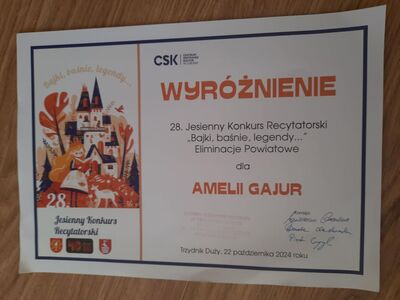 Bajki, baśnie, legendy...
28
Jesienny Konkurs
Recytatorski
CSK
WYRÓŻNIENIE
28. Jesienny Konkurs Recytatorski
„Bajki, baśnie, legendy..."
Eliminacje Powiatowe
dla
AMELII GAJUR
Trzydnik Duży, 22 października 2024 roku